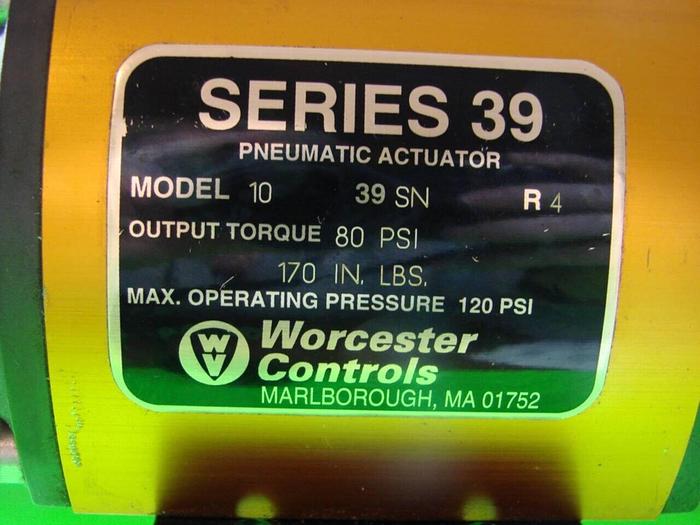 SERIES 39
PNEUMATIC ACTUATOR
MODEL 10 39 SN R 4
OUTPUT TORQUE 80 PSI
170 IN. LBS.
MAX. OPERATING PRESSURE 120 PSI
W Worcester
Controls
MARLBOROUGH, MA 01752